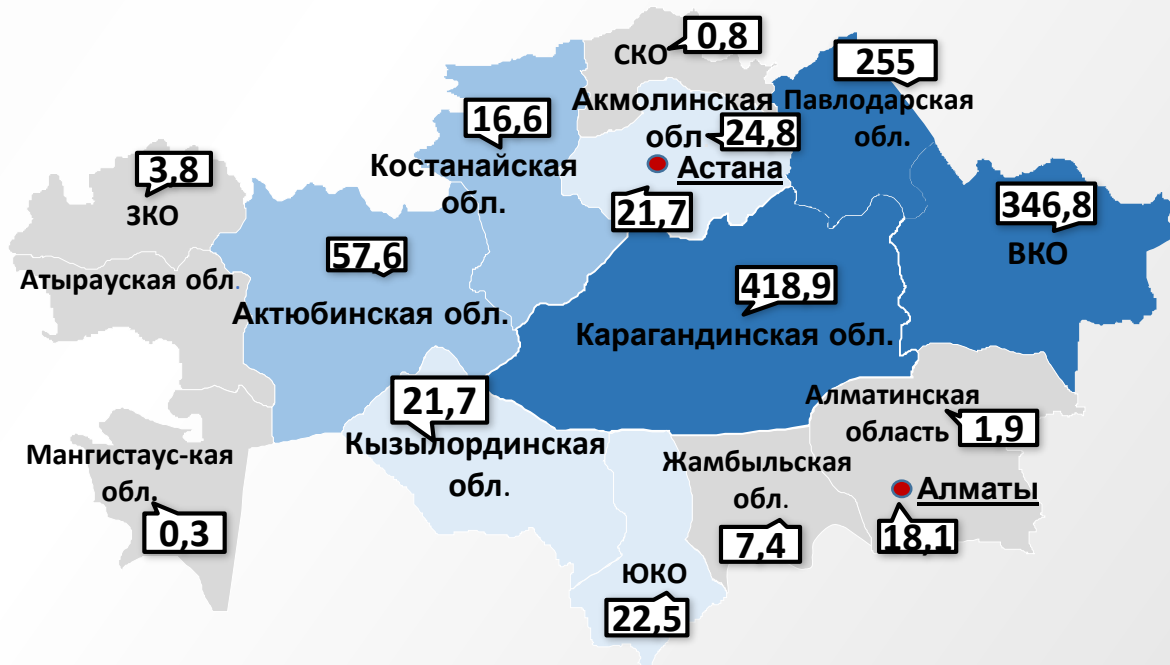 СКО
0,8
255
Акмолинская
обл
24,8
Павлодарская
обл.
16,6
Костанайская
обл.
Астана
21,7
3,8
ЗКО
346,8
ВКО
Атырауская обл.
57,6
Актюбинская обл.
418,9
Карагандинская обл.
21,7
Кызылординская
обл.
Алматинская
область
1,9
Мангистаус-кая
обл.
0,3
Жамбыльская
обл.
7,4
Алматы
18,1
ЮКО
22,5